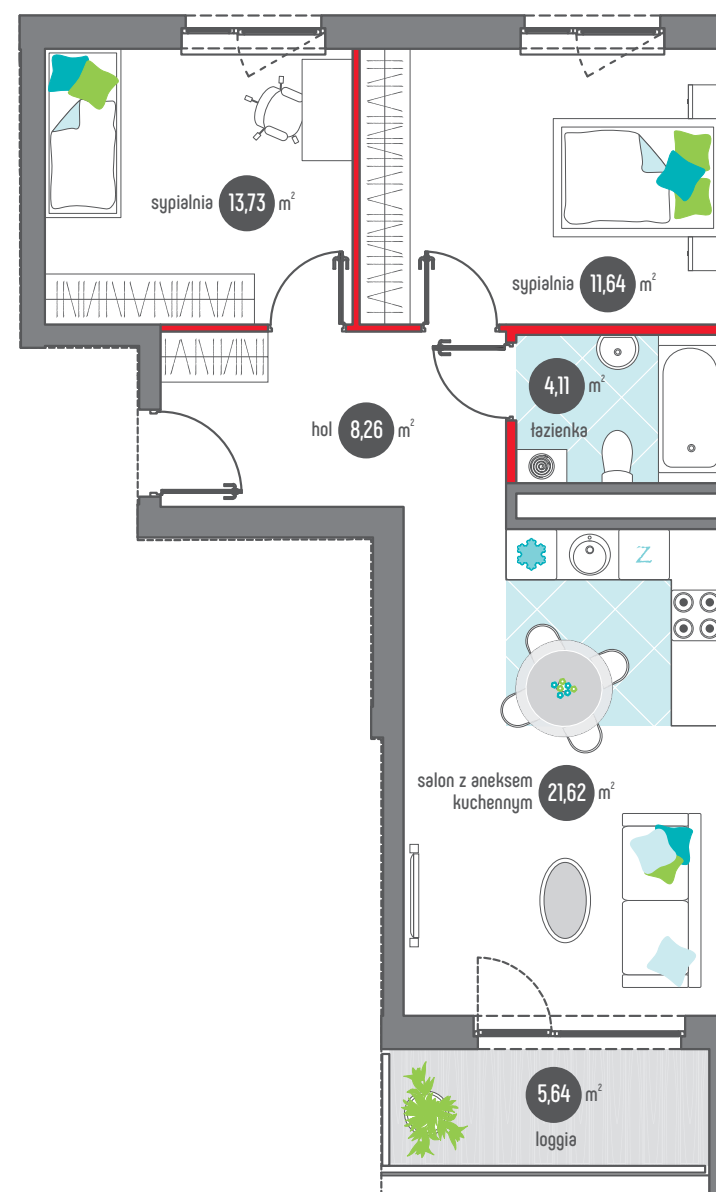 sypialnia 13,73 m²
sypialnia 11,64 m²
4,11 m²
łazienka
hol 8,26 m²
Z
salon z aneksem
kuchennym 21,62 m²
5,64 m²
loggia